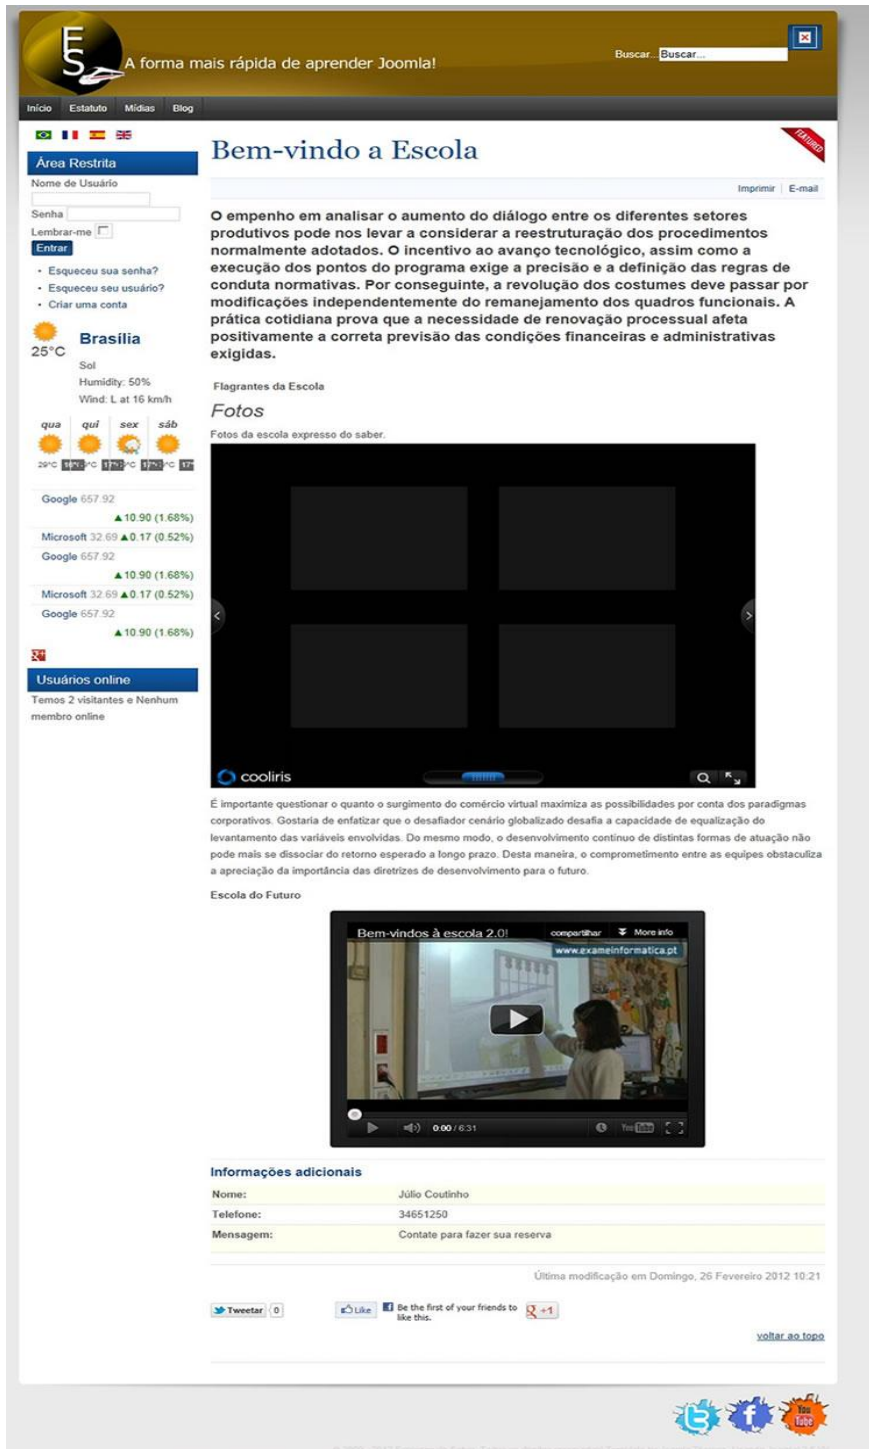 ES
A forma mais rápida de aprender Joomla!
Buscar... Buscar...
Início Estatuto Mídias Blog
Área Restrita
Nome de Usuário
Senha
Lembrar-me
Entrar
Esqueceu sua senha?
Esqueceu seu usuário?
Criar uma conta
25°C
Brasília
Sol
Humidity: 50%
Wind: L at 16 km/h
qua qui sex sáb
29°C
Google 657.92
▲10.90 (1.68%)
Microsoft 32.69 ▲0.17 (0.52%)
Google 657.92
▲10.90 (1.68%)
Microsoft 32.69 ▲0.17 (0.52%)
Google 657.92
▲10.90 (1.68%)
Usuários online
Temos 2 visitantes e Nenhum
membro online
Bem-vindo a Escola
FEATURED
Imprimir E-mail
O empenho em analisar o aumento do diálogo entre os diferentes setores
produtivos pode nos levar a considerar a reestruturação dos procedimentos
normalmente adotados. O incentivo ao avanço tecnológico, assim como a
execução dos pontos do programa exige a precisão e a definição das regras de
conduta normativas. Por conseguinte, a revolução dos costumes deve passar por
modificações independentemente do remanejamento dos quadros funcionais. A
prática cotidiana prova que a necessidade de renovação processual afeta
positivamente a correta previsão das condições financeiras e administrativas
exigidas.
Flagrantes da Escola
Fotos
Fotos da escola expresso do saber.
cooliris
É importante questionar o quanto o surgimento do comércio virtual maximiza as possibilidades por conta dos paradigmas
corporativos. Gostaria de enfatizar que o desafiador cenário globalizado desafia a capacidade de equalização do
levantamento das variáveis envolvidas. Do mesmo modo, o desenvolvimento contínuo de distintas formas de atuação não
pode mais se dissociar do retorno esperado a longo prazo. Desta maneira, o comprometimento entre as equipes obstaculiza
a apreciação da importância das diretrizes de desenvolvimento para o futuro.
Escola do Futuro
Bem-vindos à escola 2.0! compartilhar More info
www.exameinformatica.pt
0:00 / 6:31 YouTube
Informações adicionais
Nome: Júlio Coutinho
Telefone: 34651250
Mensagem: Contate para fazer sua reserva
Última modificação em Domingo, 26 Fevereiro 2012 10:21
Tweetar 0 Like Be the first of your friends to
like this. +1
voltar ao topo
You
Tube